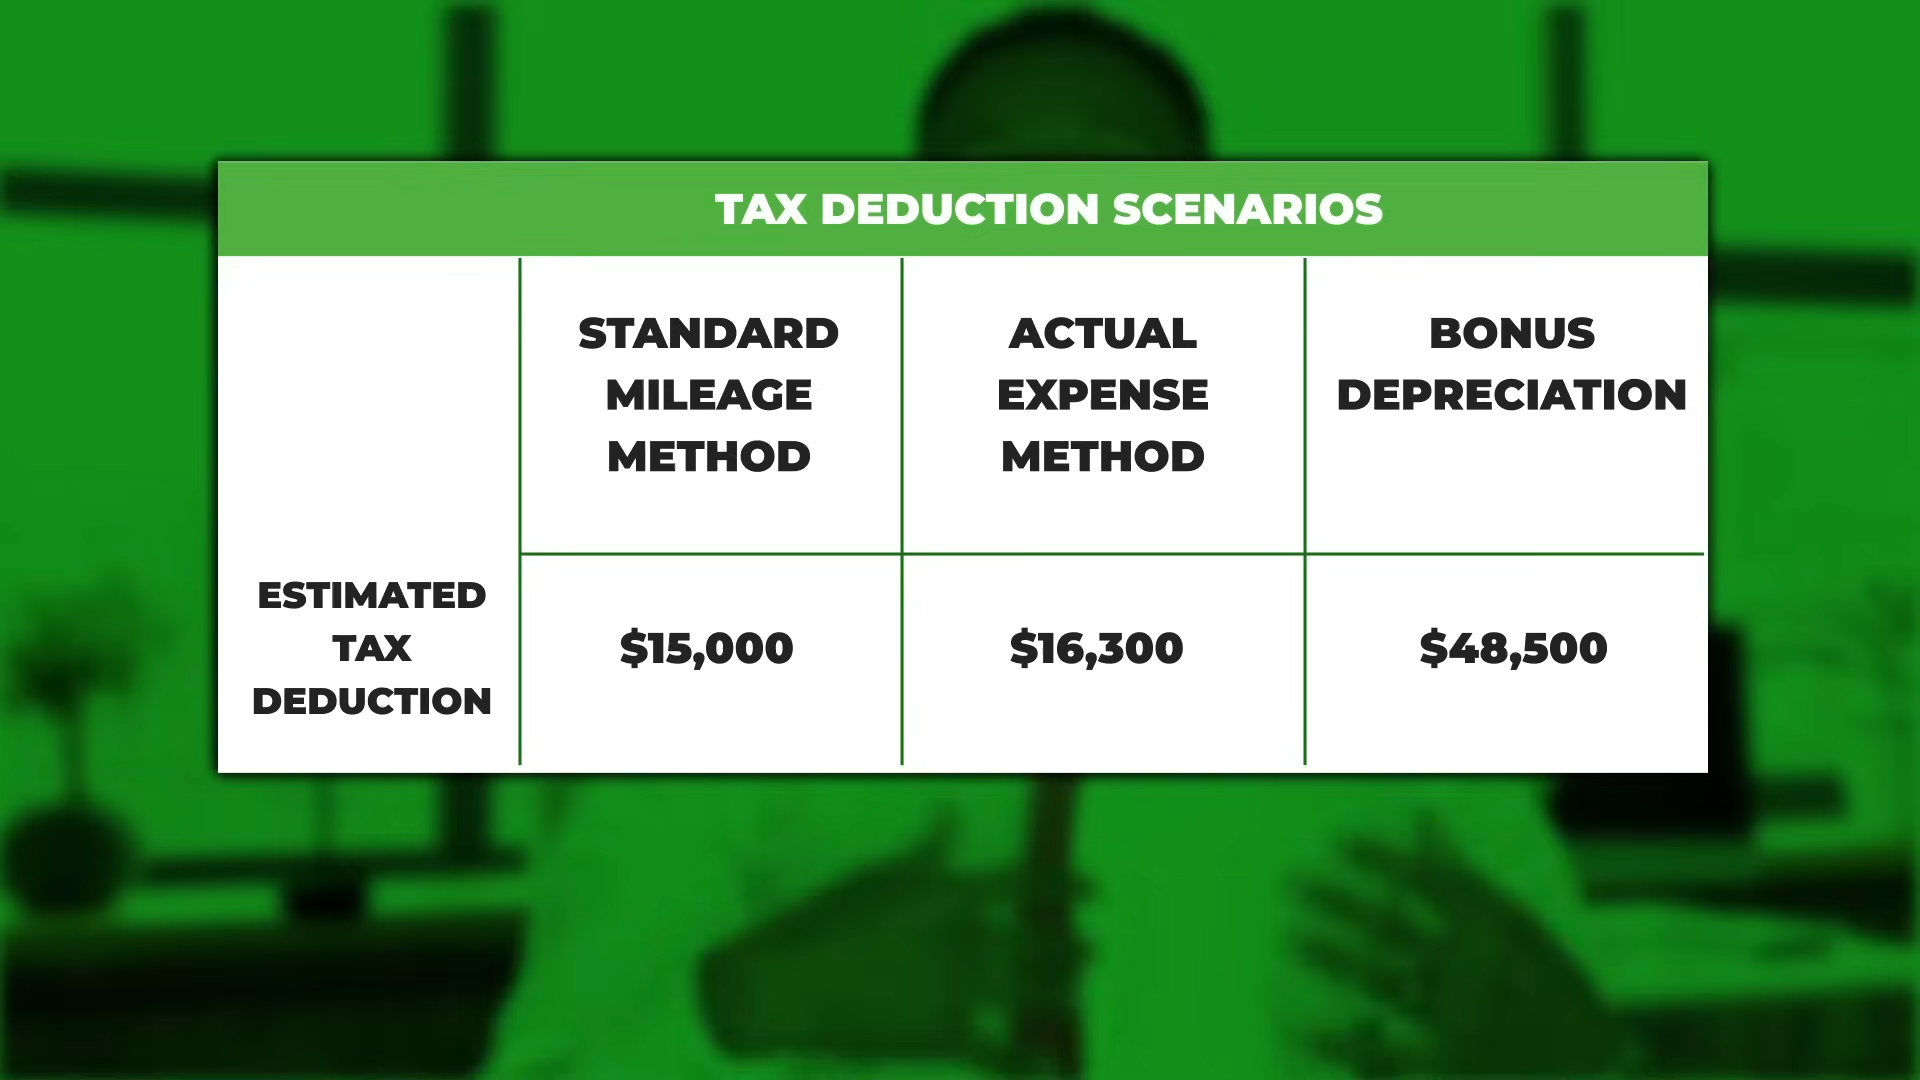 TAX DEDUCTION SCENARIOS
STANDARD
MILEAGE
METHOD
ACTUAL
EXPENSE
METHOD
BONUS
DEPRECIATION
ESTIMATED
TAX
DEDUCTION
$15,000
$16,300
$48,500